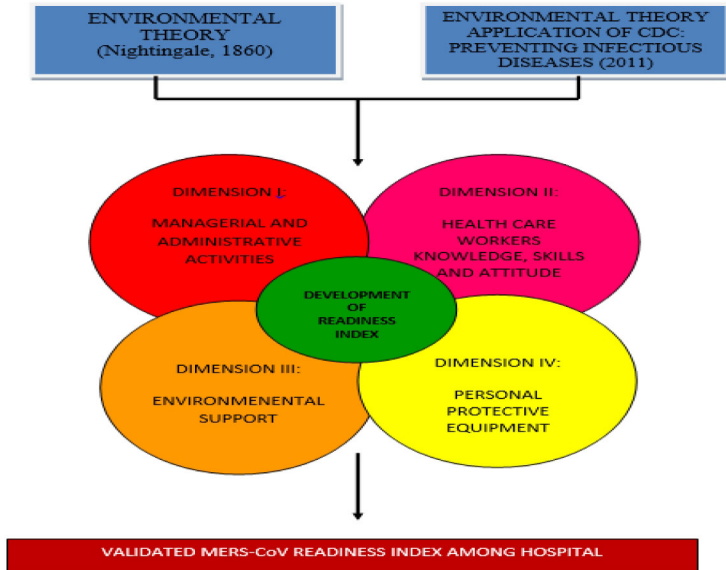 ENVIRONMENTAL
THEORY
(Nightingale, 1860)
ENVIRONMENTAL THEORY
APPLICATION OF CDC:
PREVENTING INFECTIOUS
DISEASES (2011)
DIMENSION I:
MANAGERIAL AND
ADMINISTRATIVE
ACTIVITIES
DIMENSION II:
HEALTH CARE
WORKERS
KNOWLEDGE, SKILLS
AND ATTITUDE
DEVELOPMENT
OF
READINESS
INDEX
DIMENSION III:
ENVIRONMENENTAL
SUPPORT
DIMENSION IV:
PERSONAL
PROTECTIVE
EQUIPMENT
VALIDATED MERS-CoV READINESS INDEX AMONG HOSPITAL